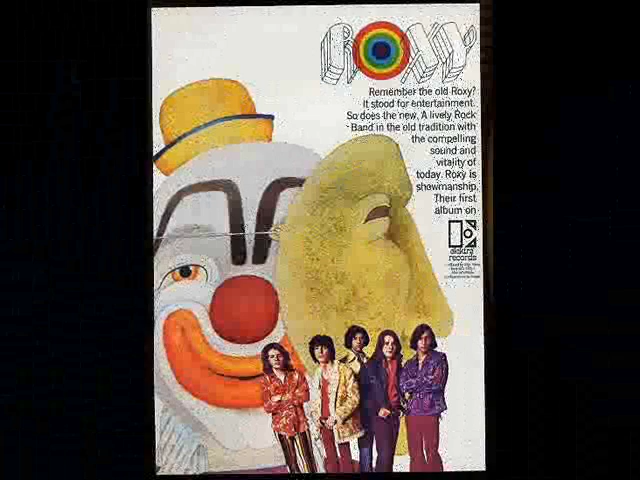 ROXY
Remember the old Roxy?
It stood for entertainment.
So does the new. A lively Rock
Band in the old tradition with
the compelling
sound and
vitality of
today. Roxy is
showmanship.
Their first
album on
elektra
records